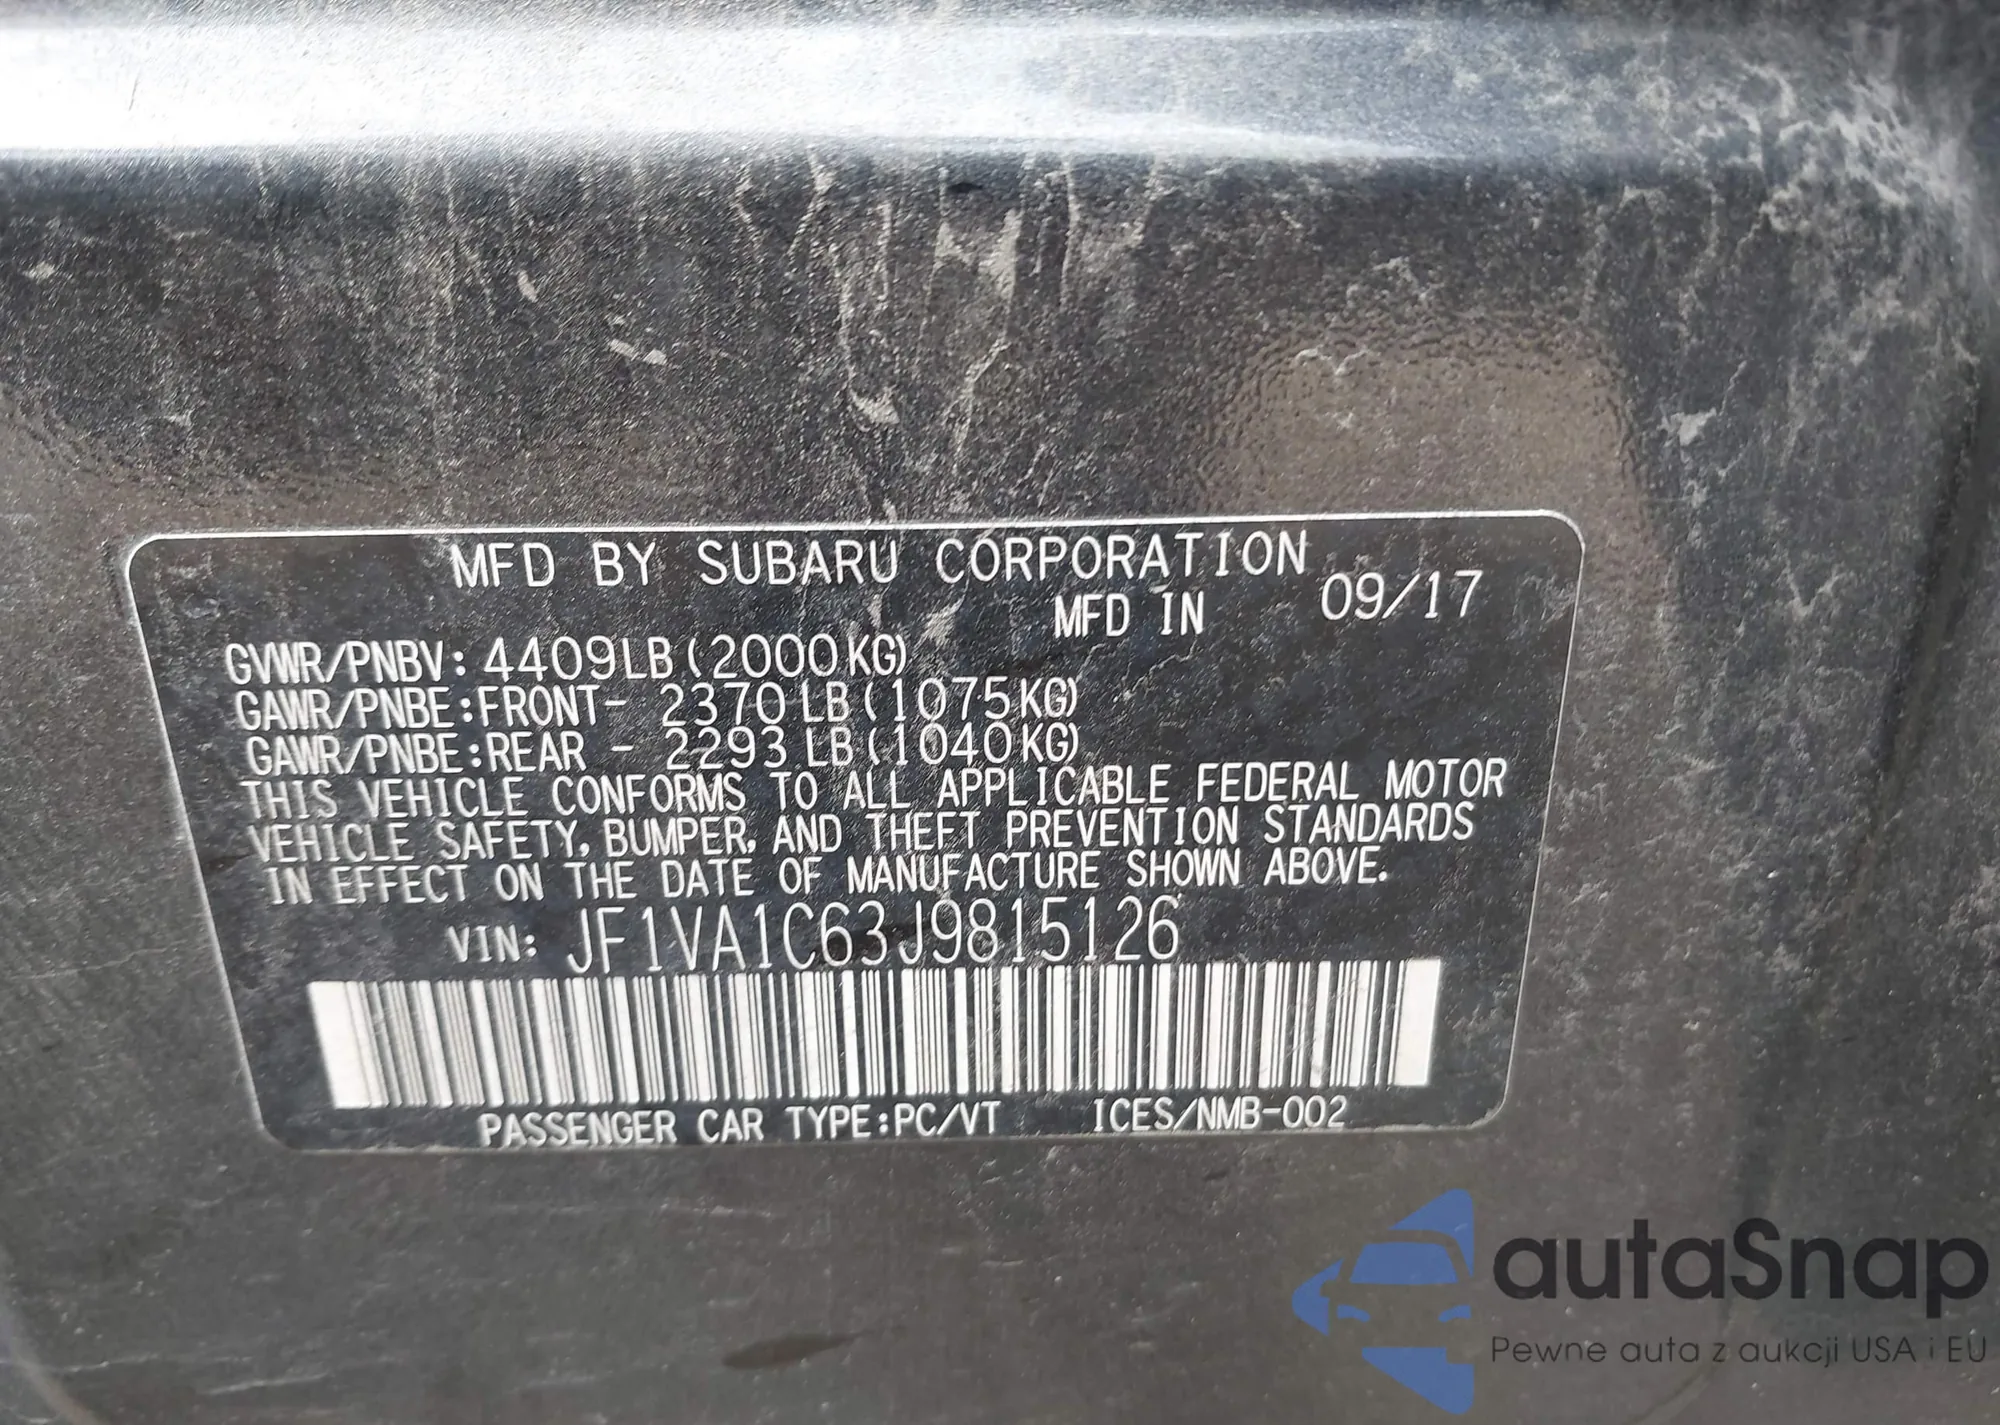 MFD BY SUBARU CORPORATION
MFD IN 09/17
GVWR/PNBV: 4409LB(2000KG)
GAWR/PNBE:FRONT- 2370LB(1075KG)
GAWR/PNBE:REAR - 2293LB(1040KG)
THIS VEHICLE CONFORMS TO ALL APPLICABLE FEDERAL MOTOR
VEHICLE SAFETY, BUMPER, AND THEFT PREVENTION STANDARDS
IN EFFECT ON THE DATE OF MANUFACTURE SHOWN ABOVE.
VIN: JF1VA1C63J9815126
PASSENGER CAR TYPE:PC/VT ICES/NMB-002
autaSnap
Pewne auta z aukcji USA i EU